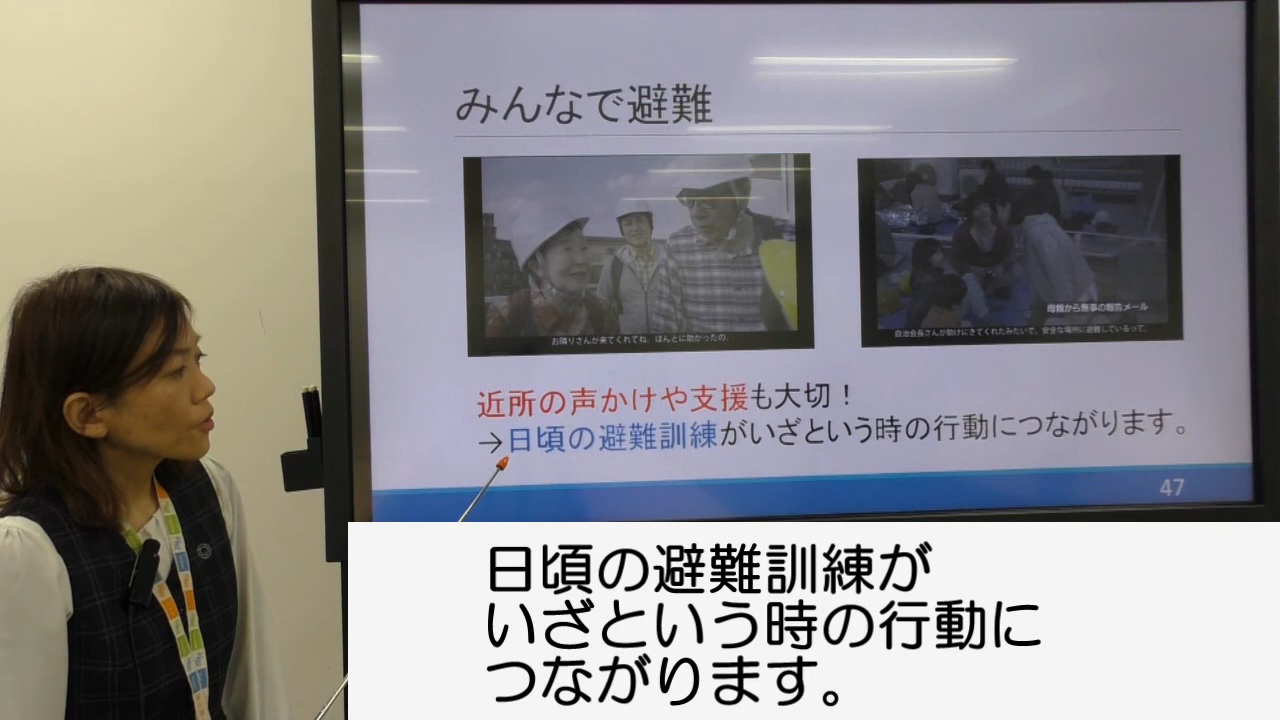 みんなで避難
お隣りさんが来てくれてね、ほんとに助かったの。
母親から無事の報告メール
自治会長さんが助けにきてくれたみたいで、安全な場所に避難しているって。
近所の声かけや支援も大切！
→日頃の避難訓練がいざという時の行動につながります。
47
日頃の避難訓練が
いざという時の行動に
つながります。